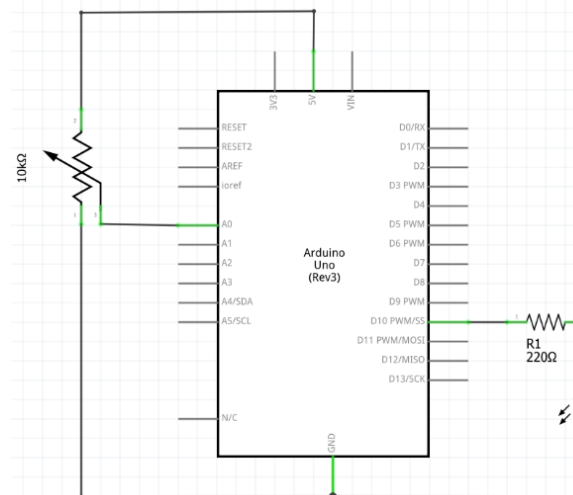 3V3
5V
VIN
10kΩ
RESET
RESET2
AREF
ioref
A0
A1
A2
A3
A4/SDA
A5/SCL
N/C
Arduino
Uno
(Rev3)
D0/RX
D1/TX
D2
D3 PWM
D4
D5 PWM
D6 PWM
D7
D8
D9 PWM
D10 PWM/SS
D11 PWM/MOSI
D12/MISO
D13/SCK
GND
R1
220Ω